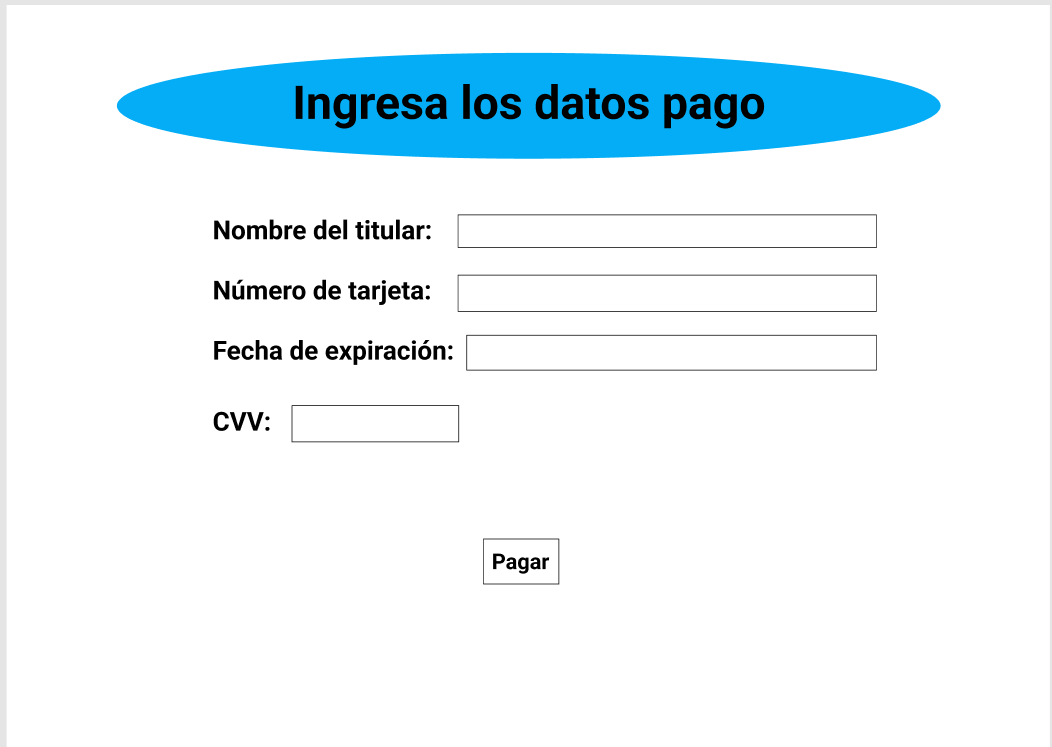 Ingresa los datos pago
Nombre del titular:
Número de tarjeta:
Fecha de expiración:
CVV:
Pagar